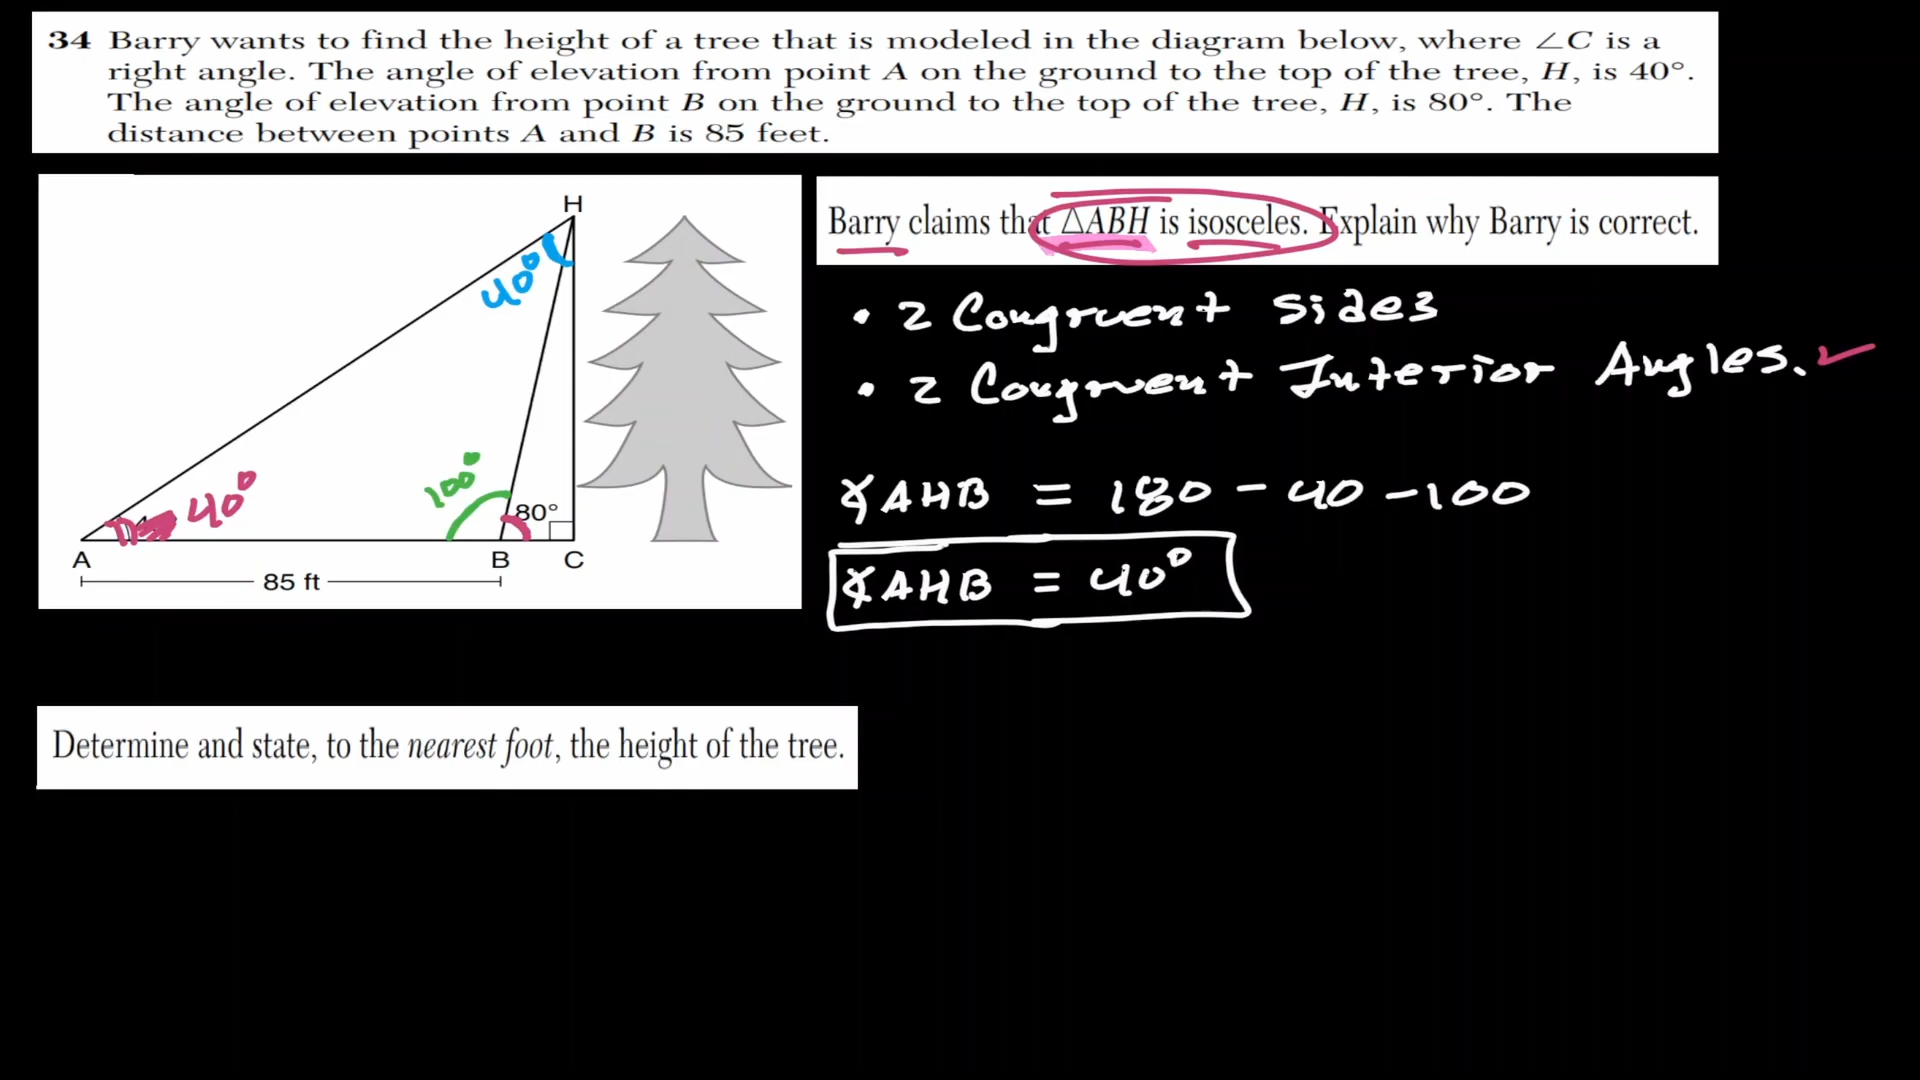 34 Barry wants to find the height of a tree that is modeled in the diagram below, where ∠C is a
right angle. The angle of elevation from point A on the ground to the top of the tree, H, is 40°.
The angle of elevation from point B on the ground to the top of the tree, H, is 80°. The
distance between points A and B is 85 feet.
Barry claims that △ABH is isosceles. Explain why Barry is correct.
H
40°
100°
40°
80°
A
B
C
85 ft
• 2 Congruent Sides
• 2 Congruent Interior Angles. ✓
∡AHB = 180 - 40 - 100
∡AHB = 40°
Determine and state, to the nearest foot, the height of the tree.